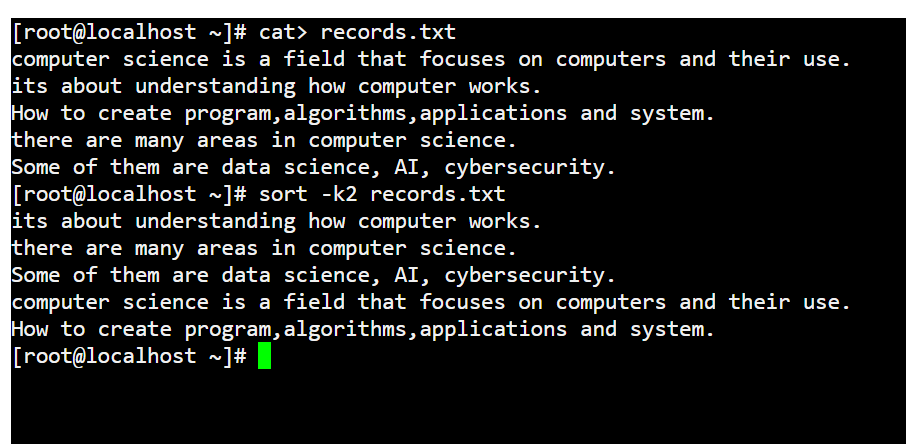 [root@localhost ~]# cat> records.txt
computer science is a field that focuses on computers and their use.
its about understanding how computer works.
How to create program,algorithms,applications and system.
there are many areas in computer science.
Some of them are data science, AI, cybersecurity.
[root@localhost ~]# sort -k2 records.txt
its about understanding how computer works.
there are many areas in computer science.
Some of them are data science, AI, cybersecurity.
computer science is a field that focuses on computers and their use.
How to create program,algorithms,applications and system.
[root@localhost ~]#